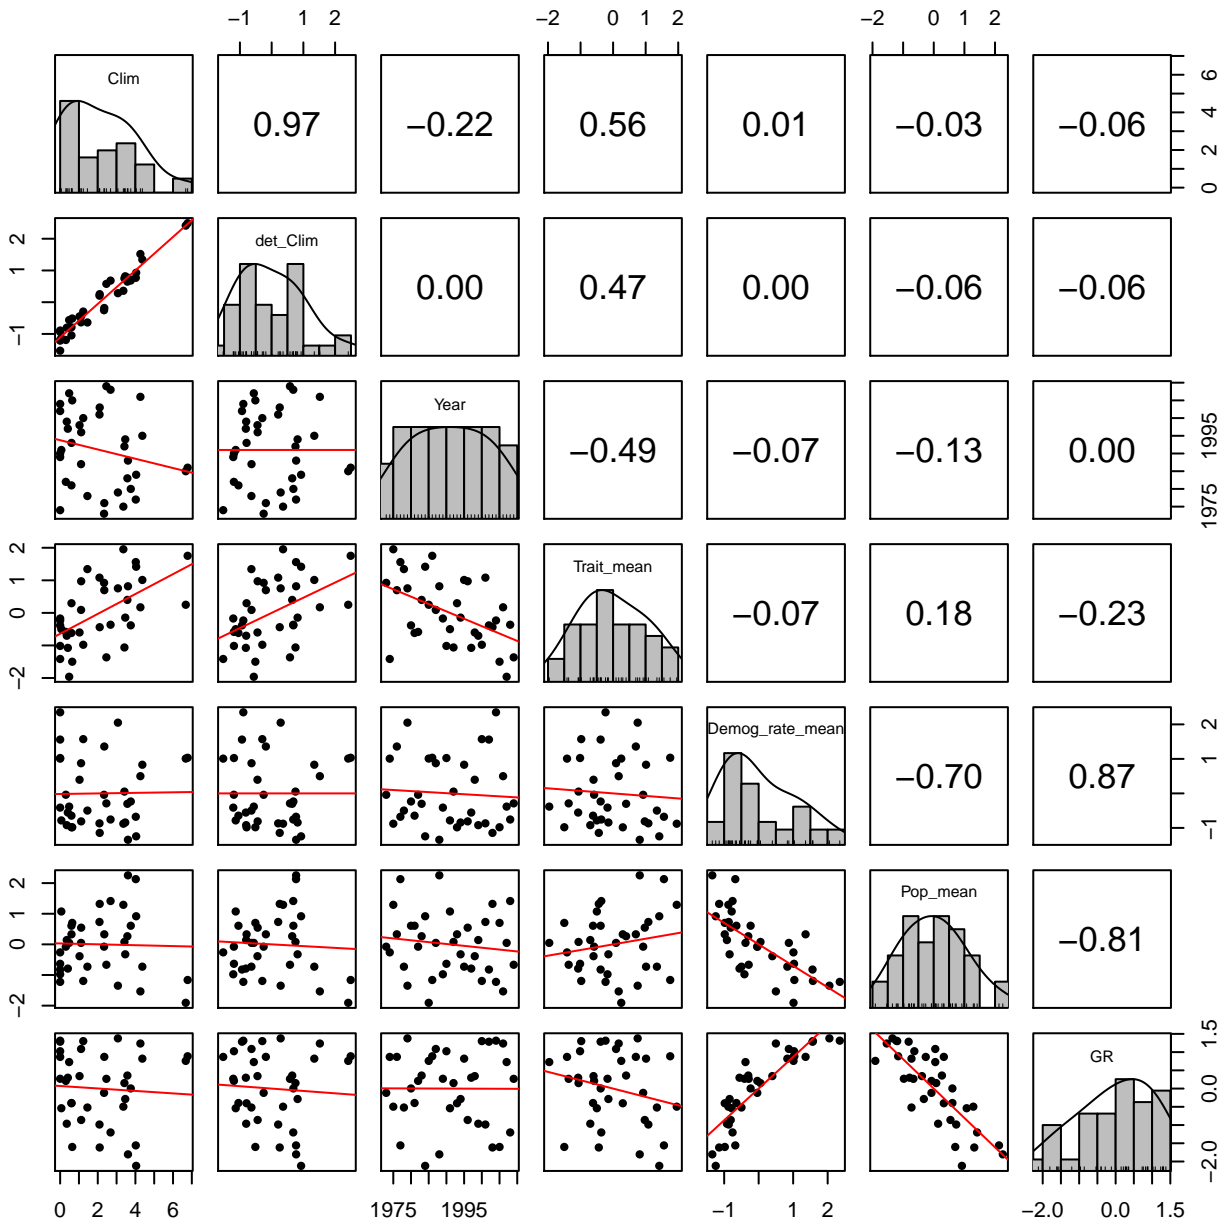 −1 1 2 −2 0 1 2 −2 0 1 2
Clim 0.97 −0.22 0.56 0.01 −0.03 −0.06 0 2 4 6
−1 1 2 det_Clim 0.00 0.47 0.00 −0.06 −0.06
Year −0.49 −0.07 −0.13 0.00 1975 1995
−2 0 1 2 Trait_mean −0.07 0.18 −0.23
Demog_rate_mean −0.70 0.87 −1 1 2
−2 0 1 2 Pop_mean −0.81
GR −2.0 0.0 1.5
0 2 4 6 1975 1995 −1 1 2 −2.0 0.0 1.5